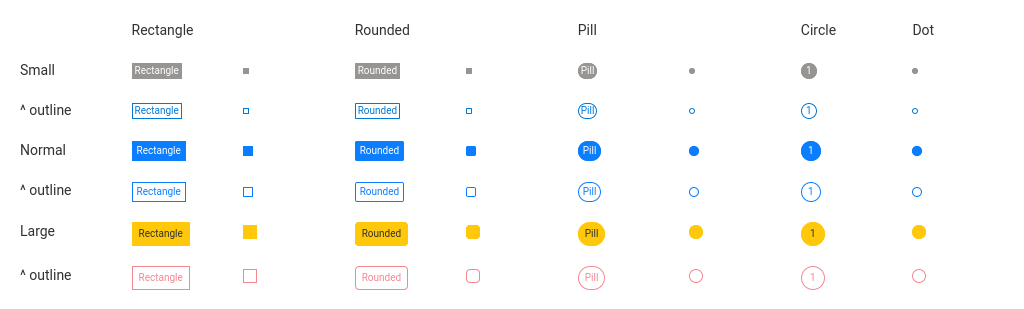 Rectangle Rounded Pill Circle Dot
Small Rectangle Rounded Pill 1
^ outline Rectangle Rounded Pill 1
Normal Rectangle Rounded Pill 1
^ outline Rectangle Rounded Pill 1
Large Rectangle Rounded Pill 1
^ outline Rectangle Rounded Pill 1